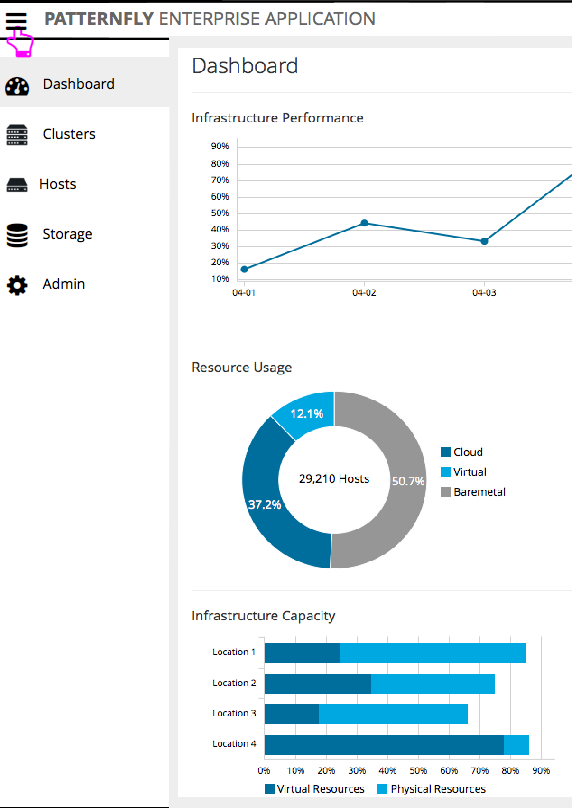 PATTERNFLY ENTERPRISE APPLICATION
Dashboard
Clusters
Hosts
Storage
Admin
Dashboard
Infrastructure Performance
90%
80%
70%
60%
50%
40%
30%
20%
10%
04-01 04-02 04-03
Resource Usage
12.1%
50.7%
37.2%
29,210 Hosts
Cloud
Virtual
Baremetal
Infrastructure Capacity
Location 1
Location 2
Location 3
Location 4
0% 10% 20% 30% 40% 50% 60% 70% 80% 90%
Virtual Resources Physical Resources